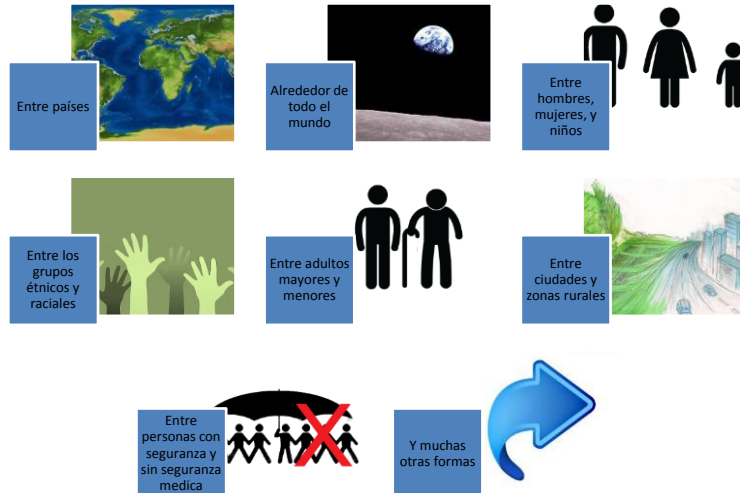 Entre países
Alrededor de
todo el
mundo
Entre
hombres,
mujeres, y
niños
Entre los
grupos
étnicos y
raciales
Entre adultos
mayores y
menores
Entre
ciudades y
zonas rurales
Entre
personas con
seguranza y
sin seguranza
medica
Y muchas
otras formas